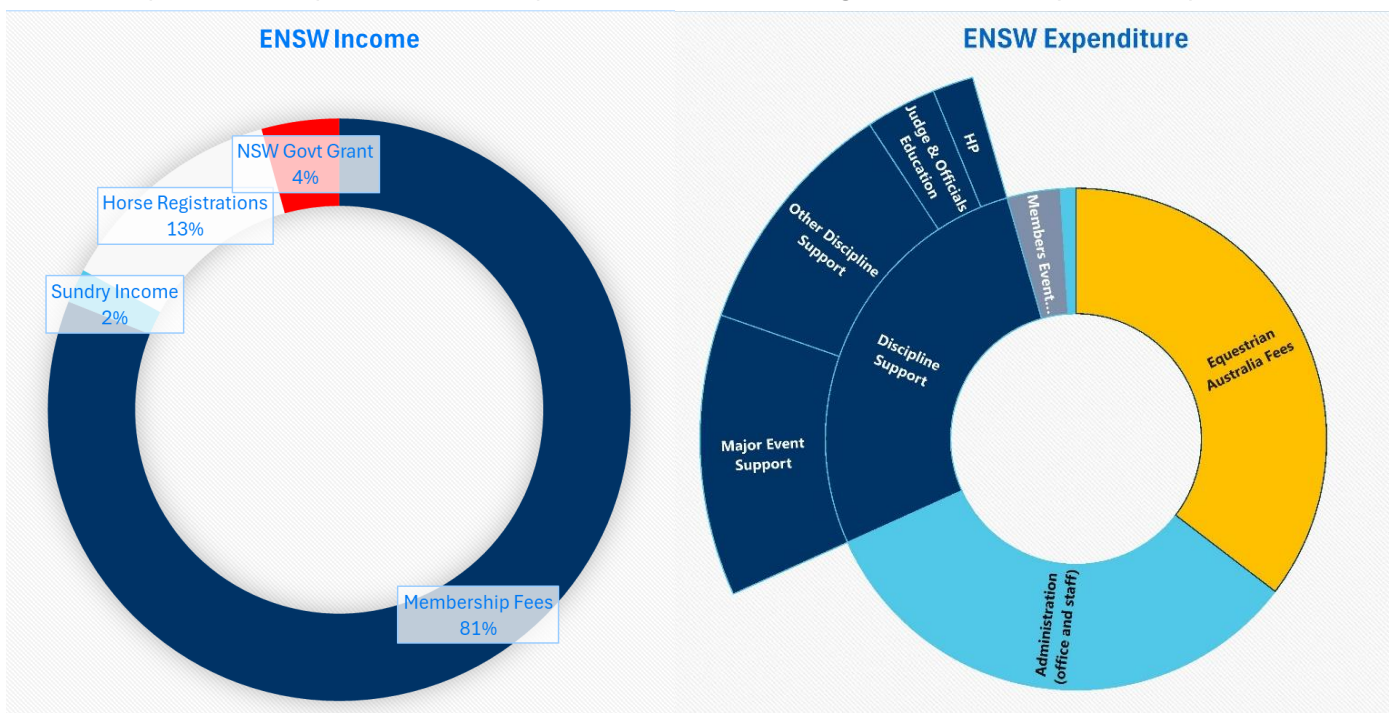 ENSW Income
NSW Govt Grant
4%
Horse Registrations
13%
Sundry Income
2%
Membership Fees
81%
ENSW Expenditure
HP
Judge & Officials
Education
Other Discipline
Support
Major Event
Support
Discipline
Support
Members Event...
Equestrian
Australia Fees
Administration
(office and staff)